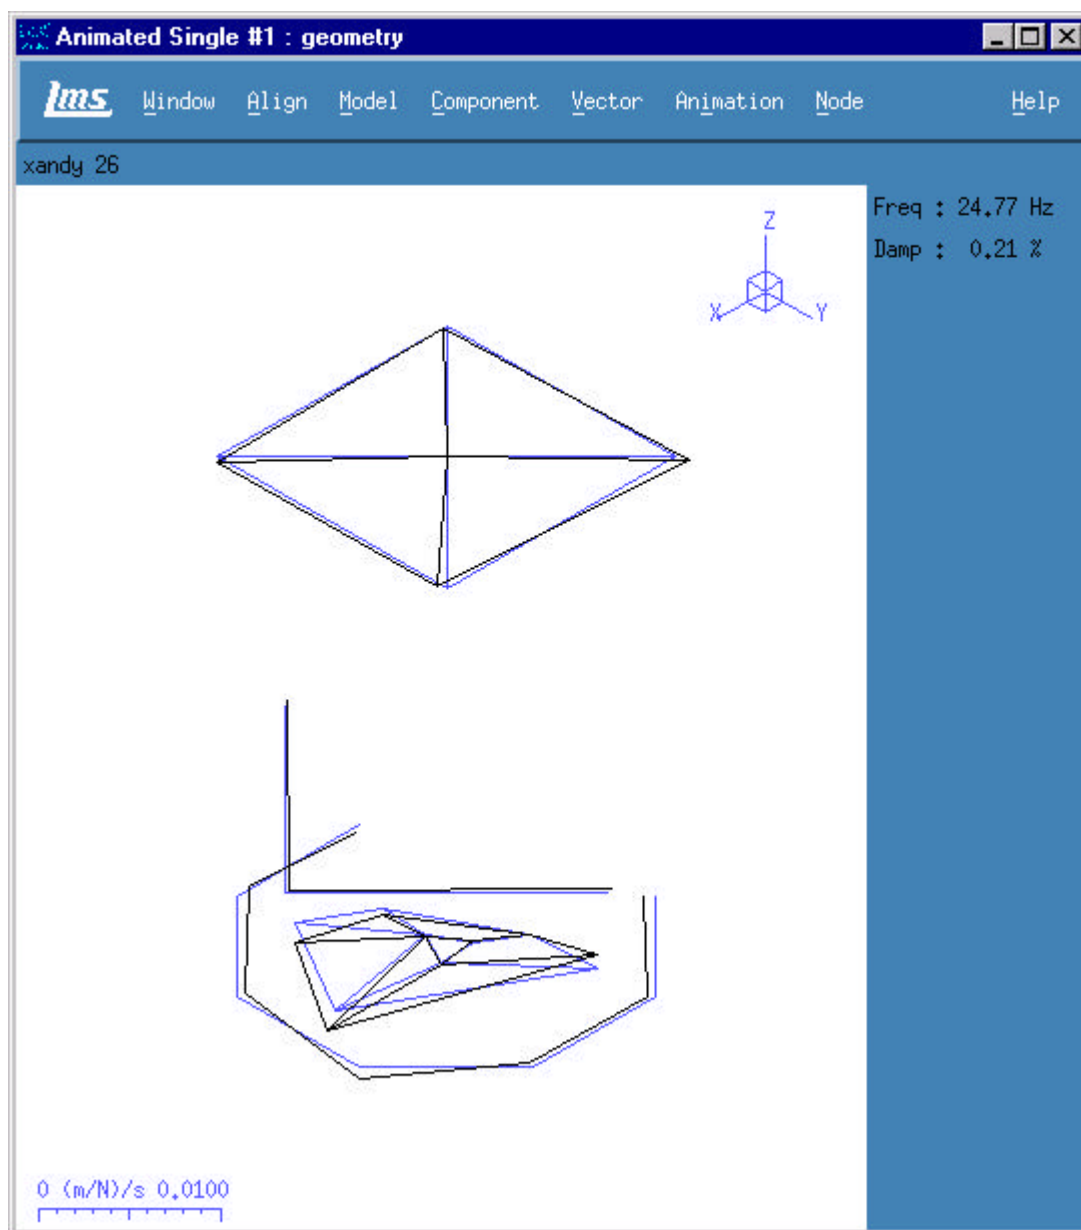 Animated Single #1 : geometry
lms Window Align Model Component Vector Animation Node Help
xandy 26
Freq : 24.77 Hz
Damp : 0.21 %
Z
X Y
0 (m/N)/s 0.0100